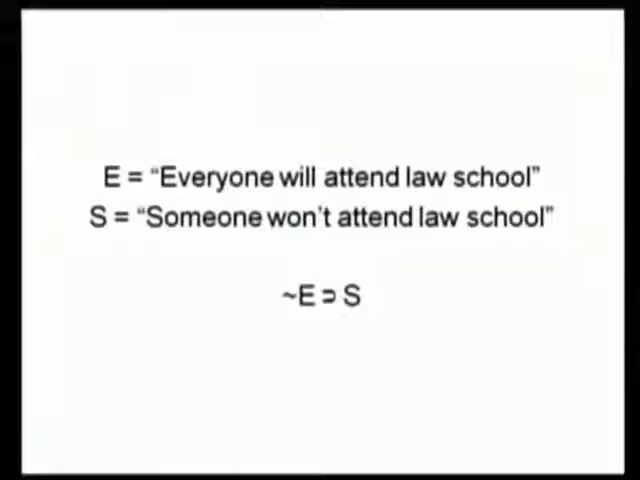 E = “Everyone will attend law school”
S = “Someone won’t attend law school”
~E ⊃ S